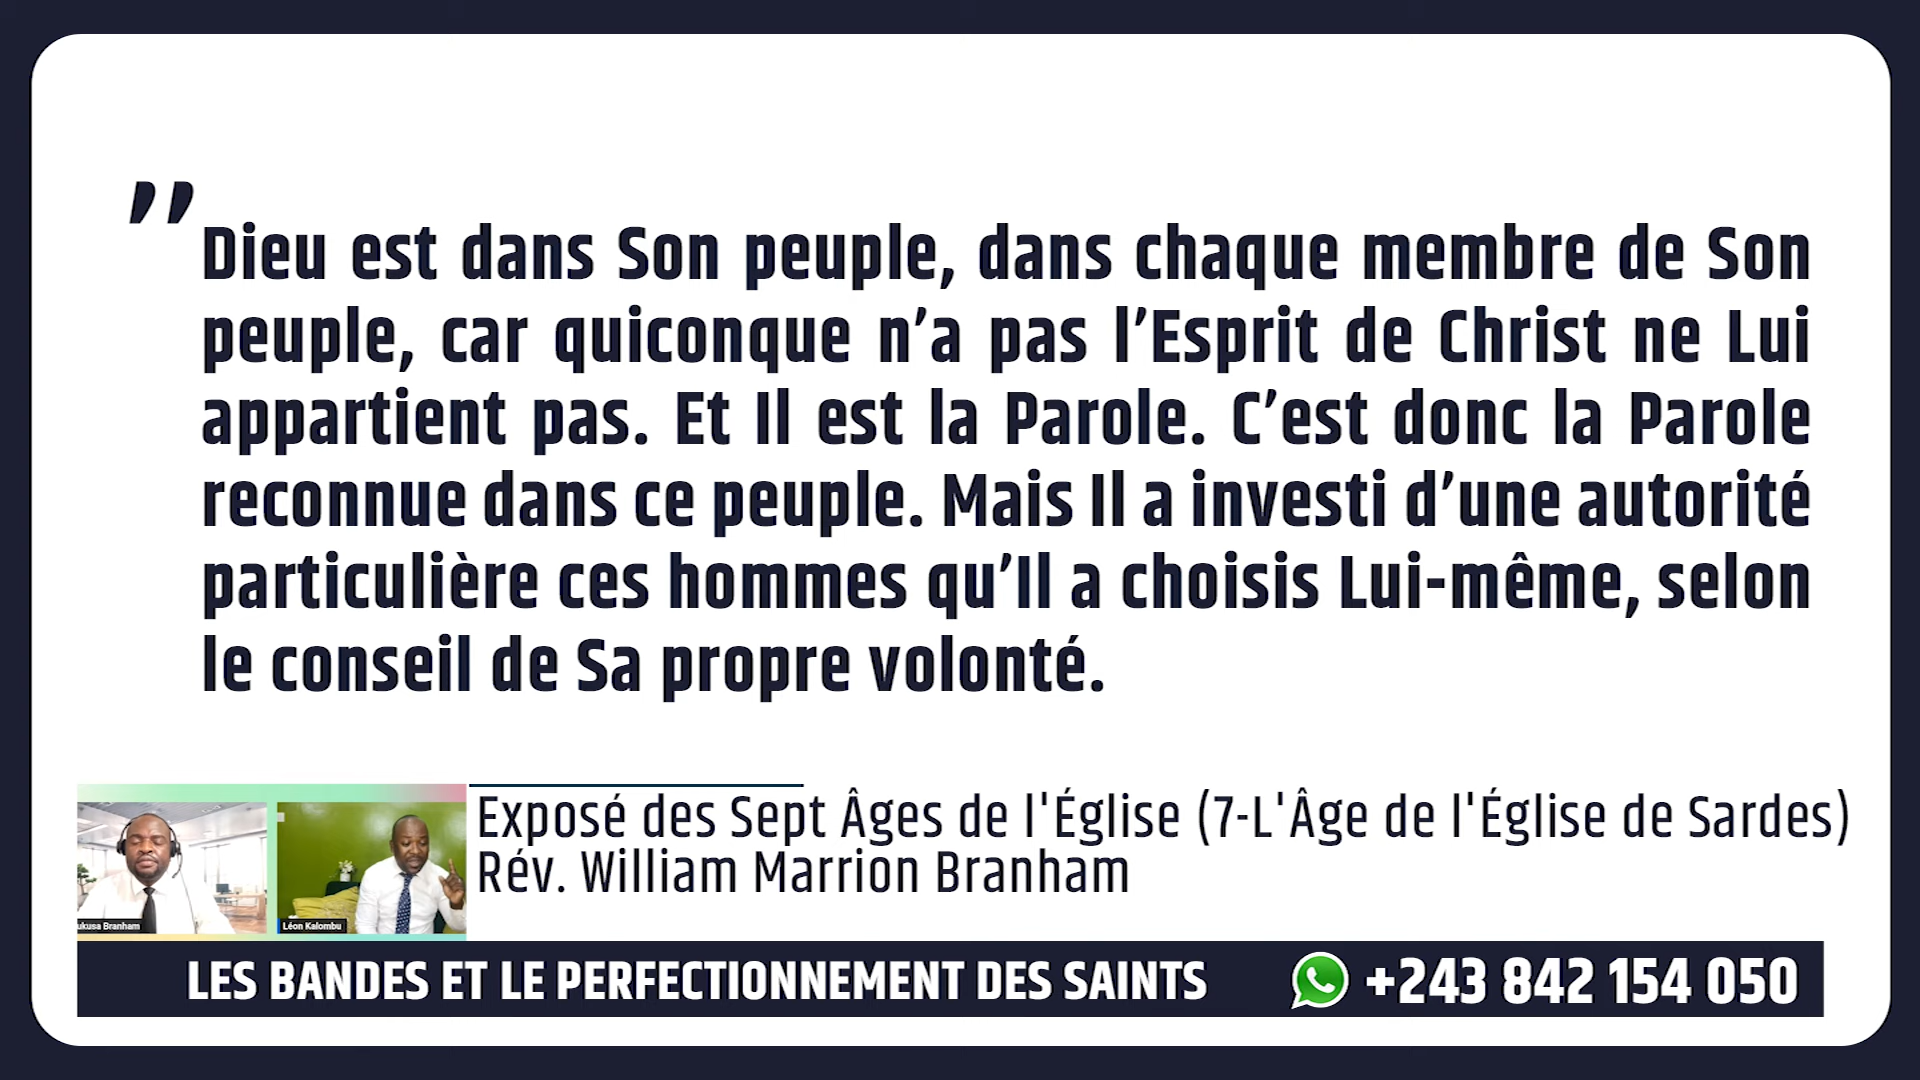 ”
Dieu est dans Son peuple, dans chaque membre de Son
peuple, car quiconque n’a pas l’Esprit de Christ ne Lui
appartient pas. Et Il est la Parole. C’est donc la Parole
reconnue dans ce peuple. Mais Il a investi d’une autorité
particulière ces hommes qu’Il a choisis Lui-même, selon
le conseil de Sa propre volonté.
Exposé des Sept Âges de l'Église (7-L'Âge de l'Église de Sardes)
Rév. William Marrion Branham
ukusa Branham
Léon Kalombu
LES BANDES ET LE PERFECTIONNEMENT DES SAINTS
+243 842 154 050